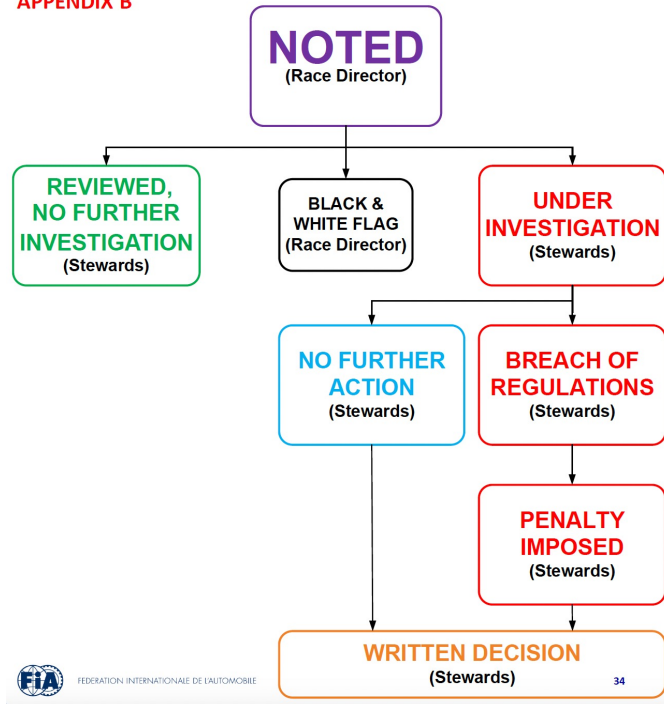 APPENDIX B
NOTED
(Race Director)
REVIEWED,
NO FURTHER
INVESTIGATION
(Stewards)
BLACK &
WHITE FLAG
(Race Director)
UNDER
INVESTIGATION
(Stewards)
NO FURTHER
ACTION
(Stewards)
BREACH OF
REGULATIONS
(Stewards)
PENALTY
IMPOSED
(Stewards)
WRITTEN DECISION
(Stewards)
FiA
FEDERATION INTERNATIONALE DE L'AUTOMOBILE
34